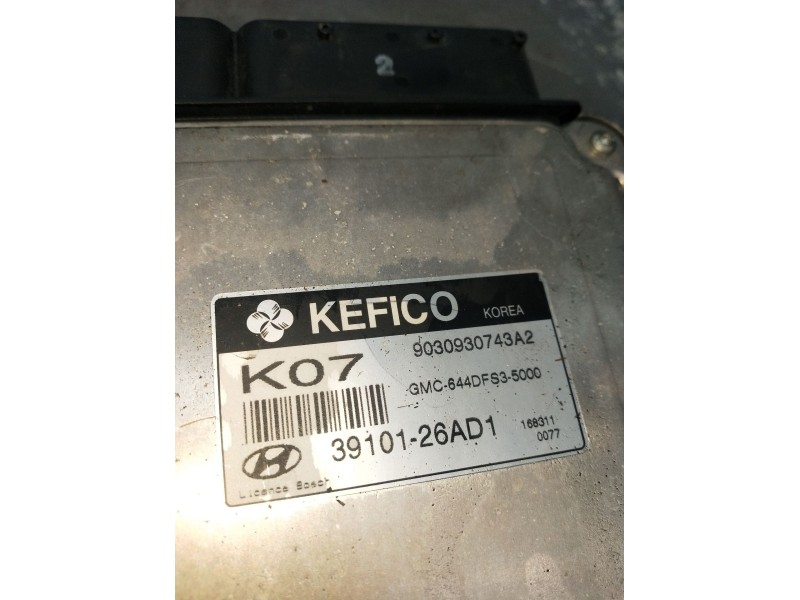 2
KEFICO KOREA
K07 9030930743A2
GMC-644DFS3-5000
39101-26AD1 168311
0077
Licence Bosch